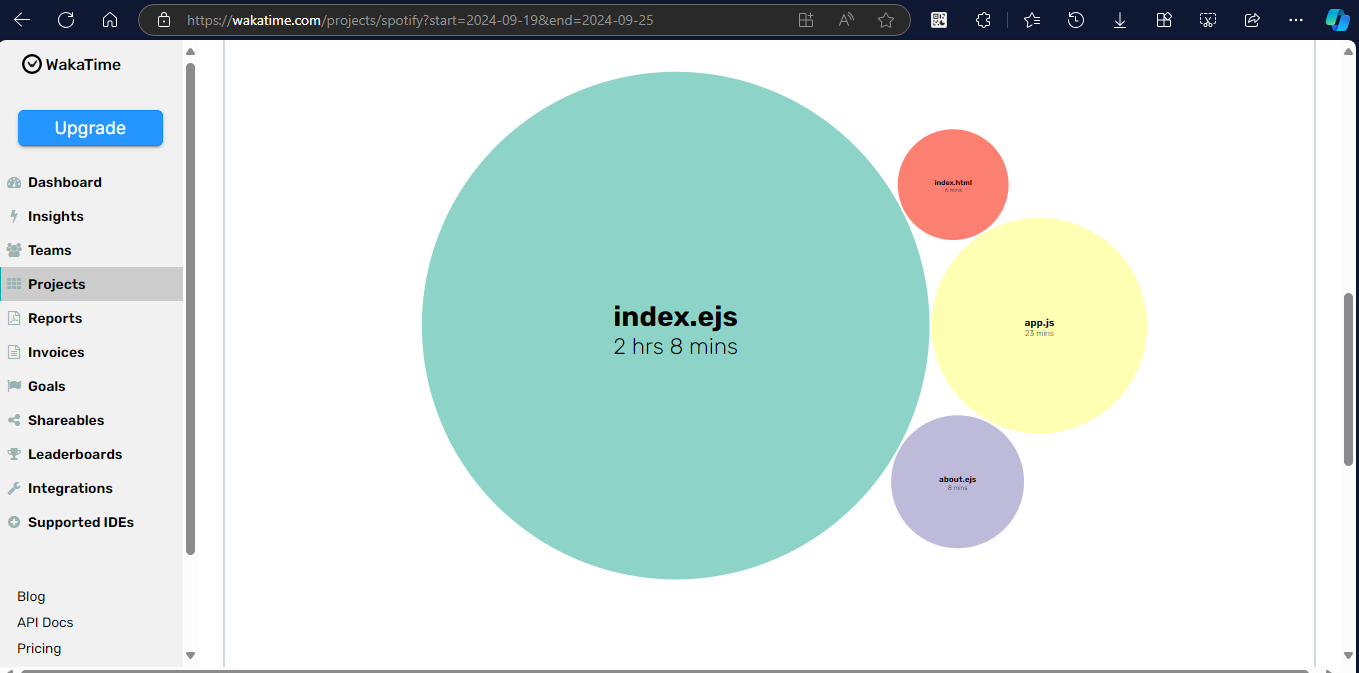 https://wakatime.com/projects/spotify?start=2024-09-19&end=2024-09-25
WakaTime
Upgrade
Dashboard
Insights
Teams
Projects
Reports
Invoices
Goals
Shareables
Leaderboards
Integrations
Supported IDEs
Blog
API Docs
Pricing
index.ejs
2 hrs 8 mins
index.html
6 mins
app.js
23 mins
about.ejs
8 mins